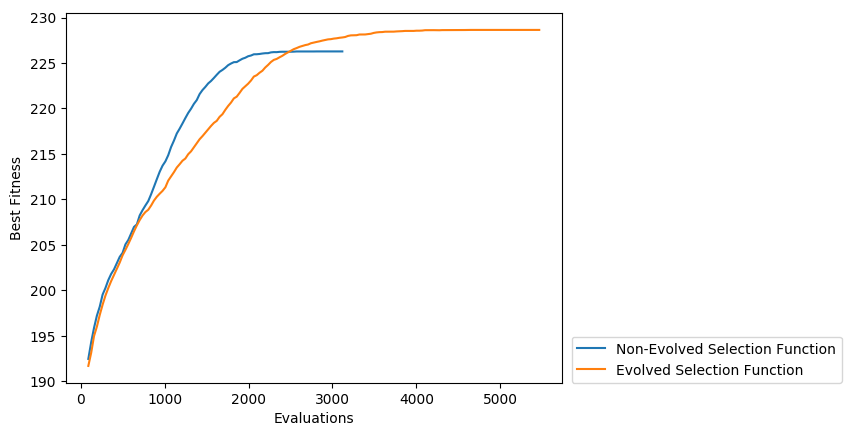 230
225
220
215
210
205
200
195
190
Best Fitness
0 1000 2000 3000 4000 5000
Evaluations
Non-Evolved Selection Function
Evolved Selection Function